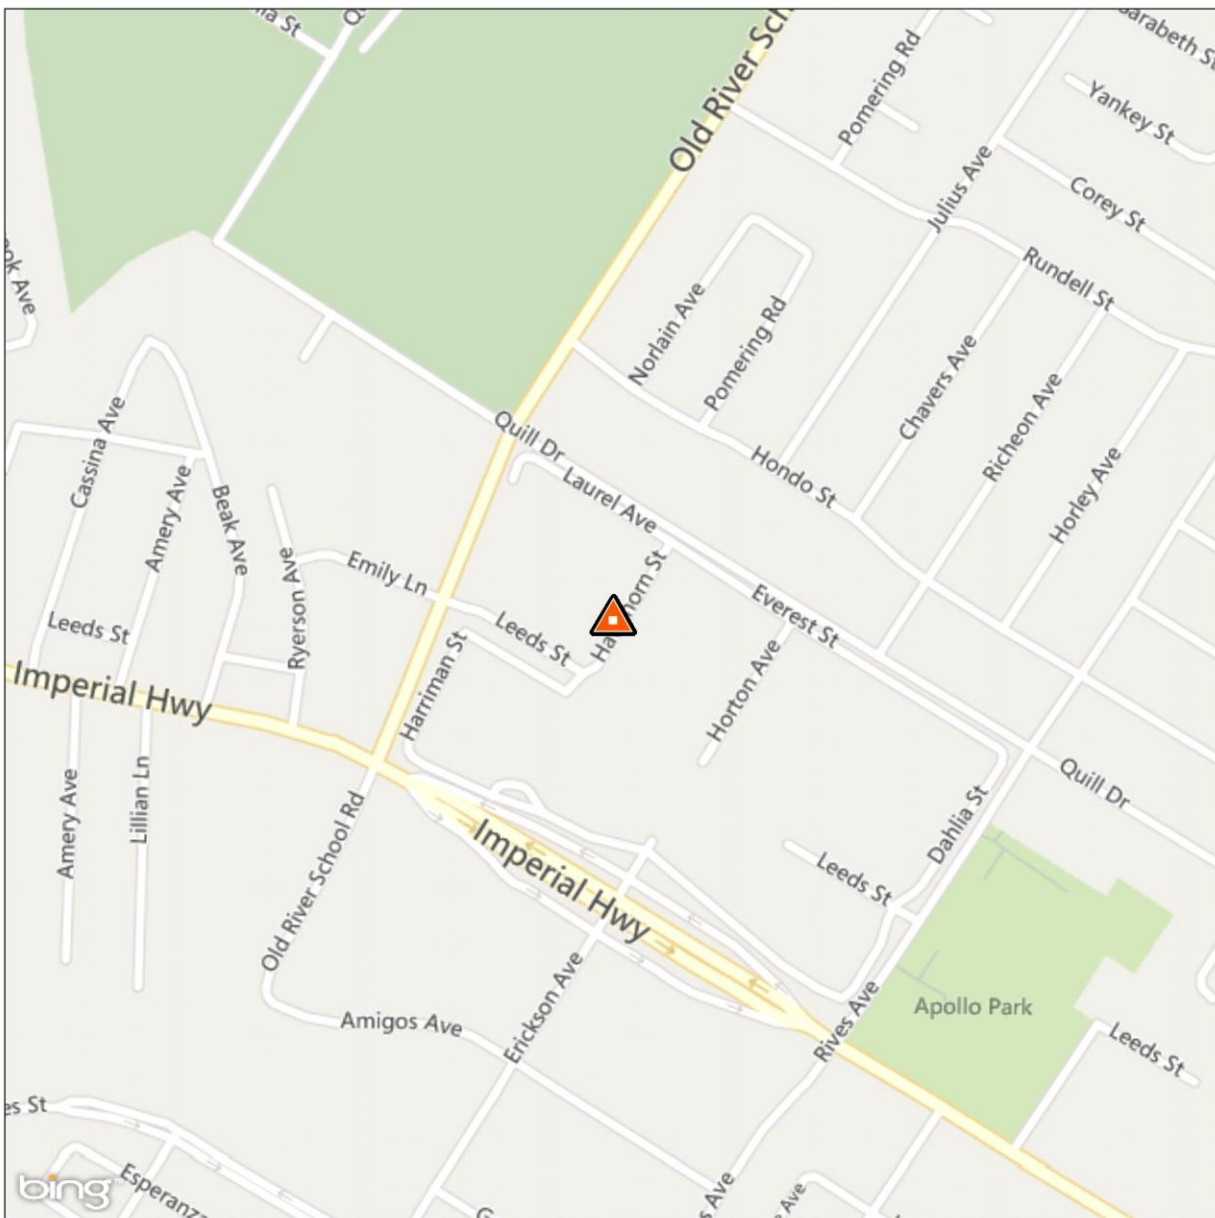 Old River Sch
Pomering Rd
Yankey St
Julius Ave
Corey St
Rundell St
Norlain Ave
Pomering Rd
Chavers Ave
Richeon Ave
Horley Ave
Hondo St
Quill Dr
Laurel Ave
Cassina Ave
Amery Ave
Beak Ave
Ryerson Ave
Emily Ln
Leeds St
Leeds St
Everest St
Horton Ave
Harriman St
Imperial Hwy
Amery Ave
Lillian Ln
Old River School Rd
Imperial Hwy
Quill Dr
Dahlia St
Leeds St
Erickson Ave
Amigos Ave
Rives Ave
Apollo Park
Leeds St
Esperanza
bing